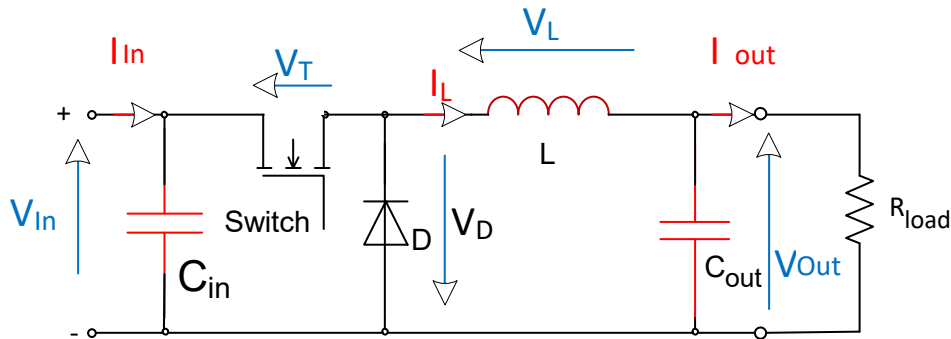 I In
V T
I L
V L
I out
+
V In
C in
Switch
D
V D
L
C out
V Out
R load
-